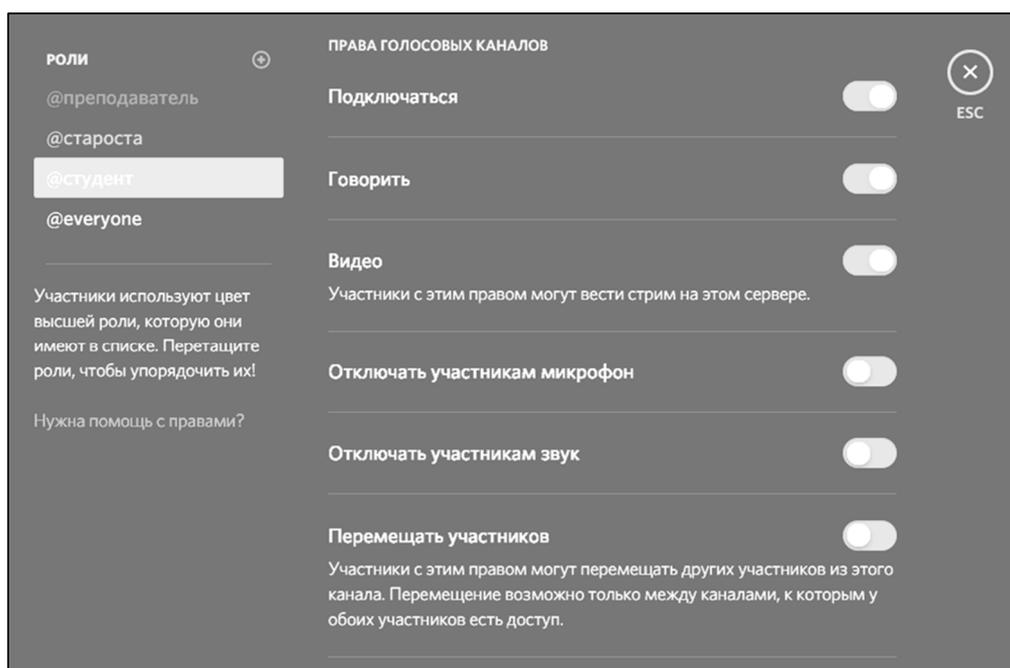 РОЛИ
@преподаватель
@староста
@студент
@everyone
Участники используют цвет
высшей роли, которую они
имеют в списке. Перетащите
роли, чтобы упорядочить их!
Нужна помощь с правами?
ПРАВА ГОЛОСОВЫХ КАНАЛОВ
Подключаться
Говорить
Видео
Участники с этим правом могут вести стрим на этом сервере.
Отключать участникам микрофон
Отключать участникам звук
Перемещать участников
Участники с этим правом могут перемещать других участников из этого
канала. Перемещение возможно только между каналами, к которым у
обоих участников есть доступ.
ESC